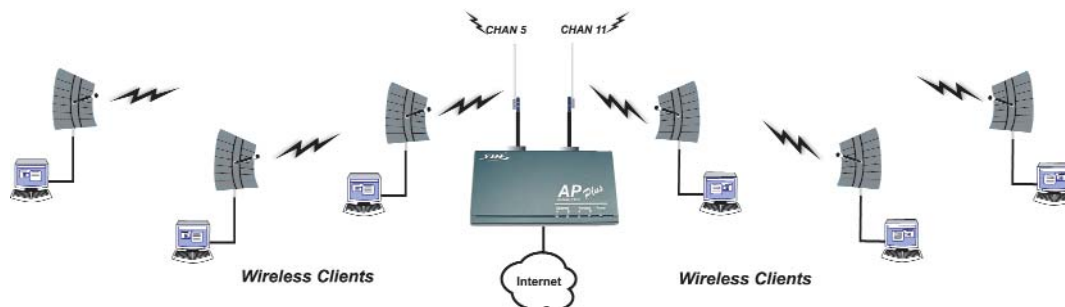 CHAN 5
CHAN 11
AP Plus
Internet
Wireless Clients
Wireless Clients